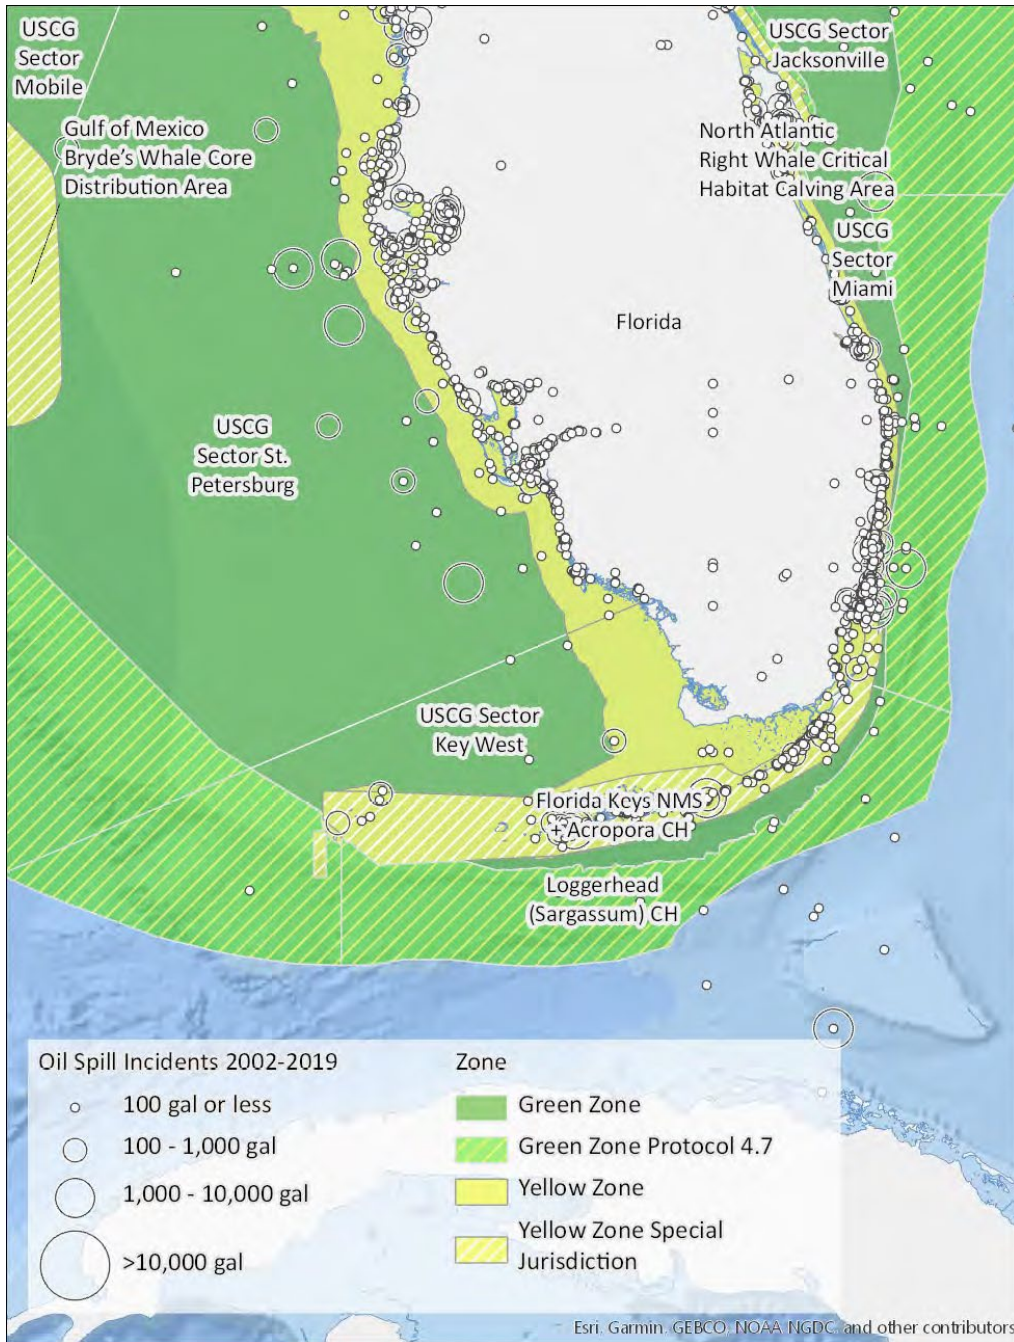 USCG
Sector
Mobile
USCG Sector
Jacksonville
Gulf of Mexico
Bryde's Whale Core
Distribution Area
North Atlantic
Right Whale Critical
Habitat Calving Area
USCG
Sector
Miami
Florida
USCG
Sector St.
Petersburg
USCG Sector
Key West
Florida Keys NMS
+ Acropora CH
Loggerhead
(Sargassum) CH
Oil Spill Incidents 2002-2019
100 gal or less
100 - 1,000 gal
1,000 - 10,000 gal
>10,000 gal
Zone
Green Zone
Green Zone Protocol 4.7
Yellow Zone
Yellow Zone Special
Jurisdiction
Esri, Garmin, GEBCO, NOAA NGDC, and other contributors